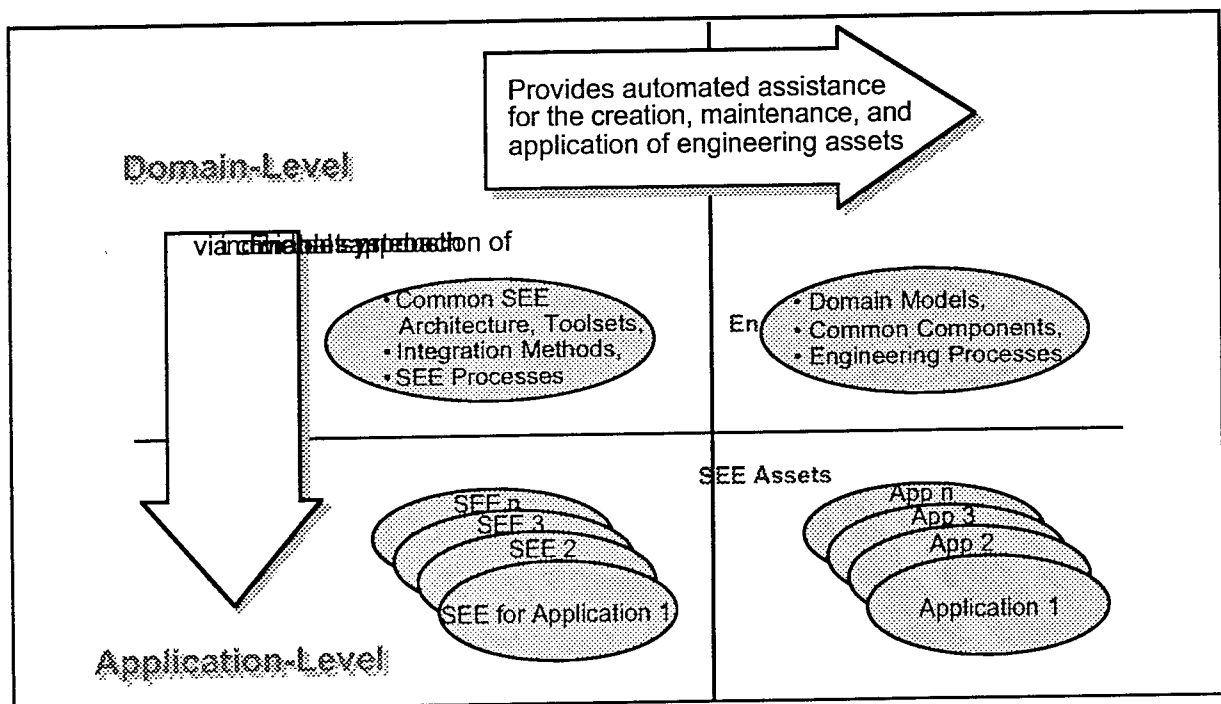 Provides automated assistance
for the creation, maintenance, and
application of engineering assets
Domain-Level
of
• Common SEE
Architecture, Toolsets,
• Integration Methods,
• SEE Processes
En
• Domain Models,
• Common Components,
• Engineering Processes
SEE Assets
SEE n
SEE 3
SEE 2
SEE for Application 1
App n
App 3
App 2
Application 1
Application-Level